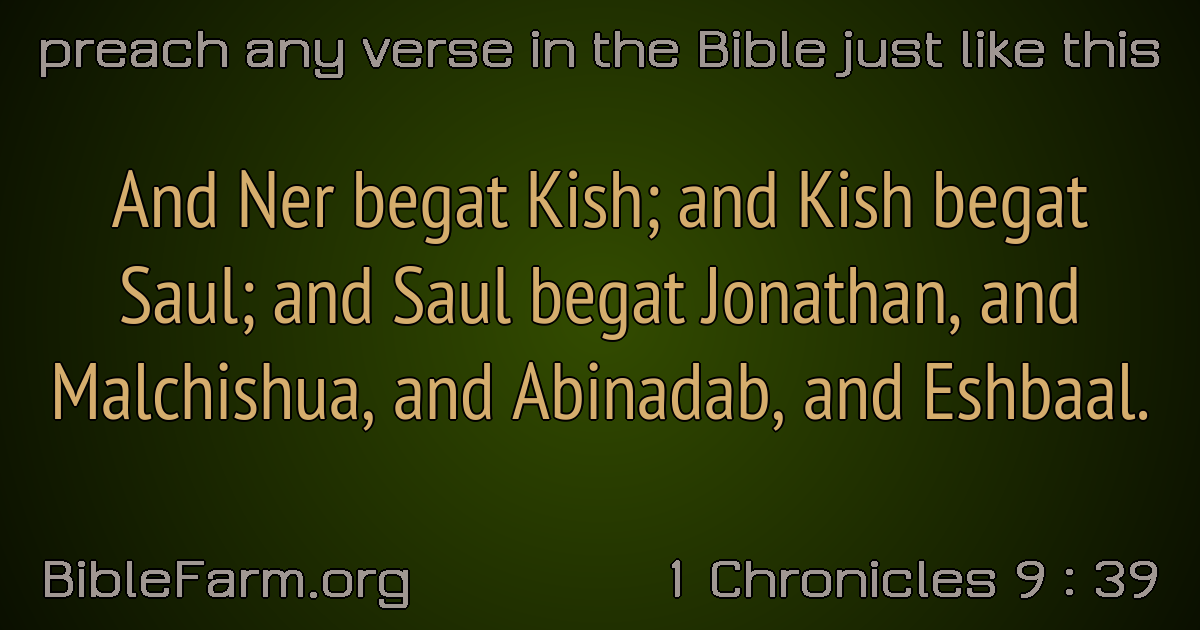 preach any verse in the Bible just like this
And Ner begat Kish; and Kish begat
Saul; and Saul begat Jonathan, and
Malchishua, and Abinadab, and Eshbaal.
BibleFarm.org
1 Chronicles 9 : 39